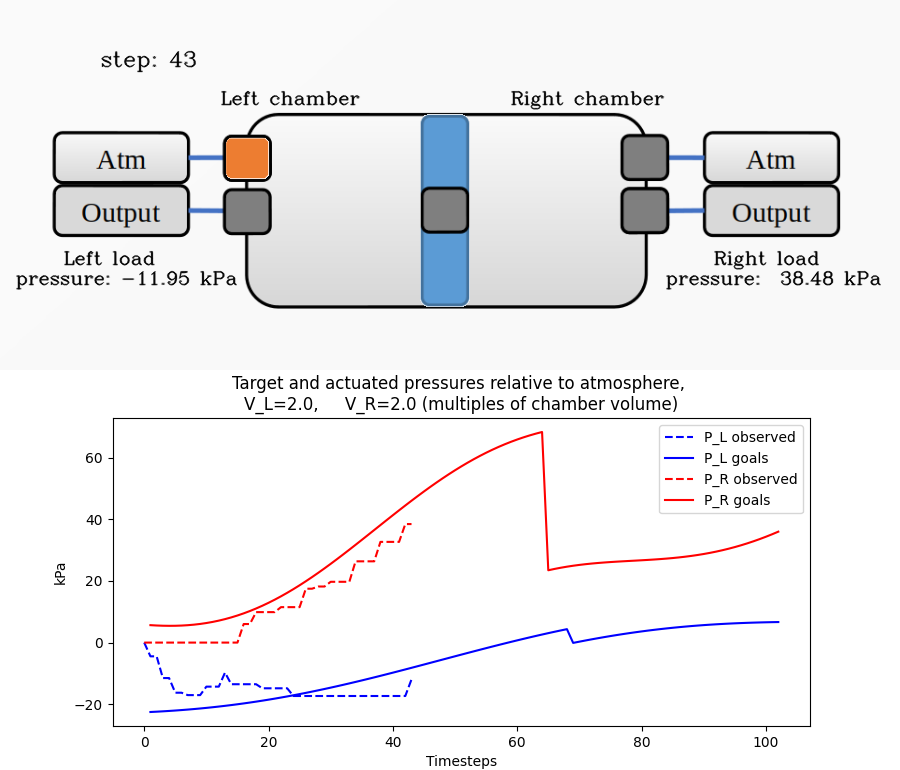 step: 43
Left chamber
Right chamber
Atm
Atm
Output
Output
Left load
pressure: −11.95 kPa
Right load
pressure: 38.48 kPa
Target and actuated pressures relative to atmosphere,
V_L=2.0, V_R=2.0 (multiples of chamber volume)
P_L observed
P_L goals
P_R observed
P_R goals
60
40
20
0
−20
kPa
0 20 40 60 80 100
Timesteps